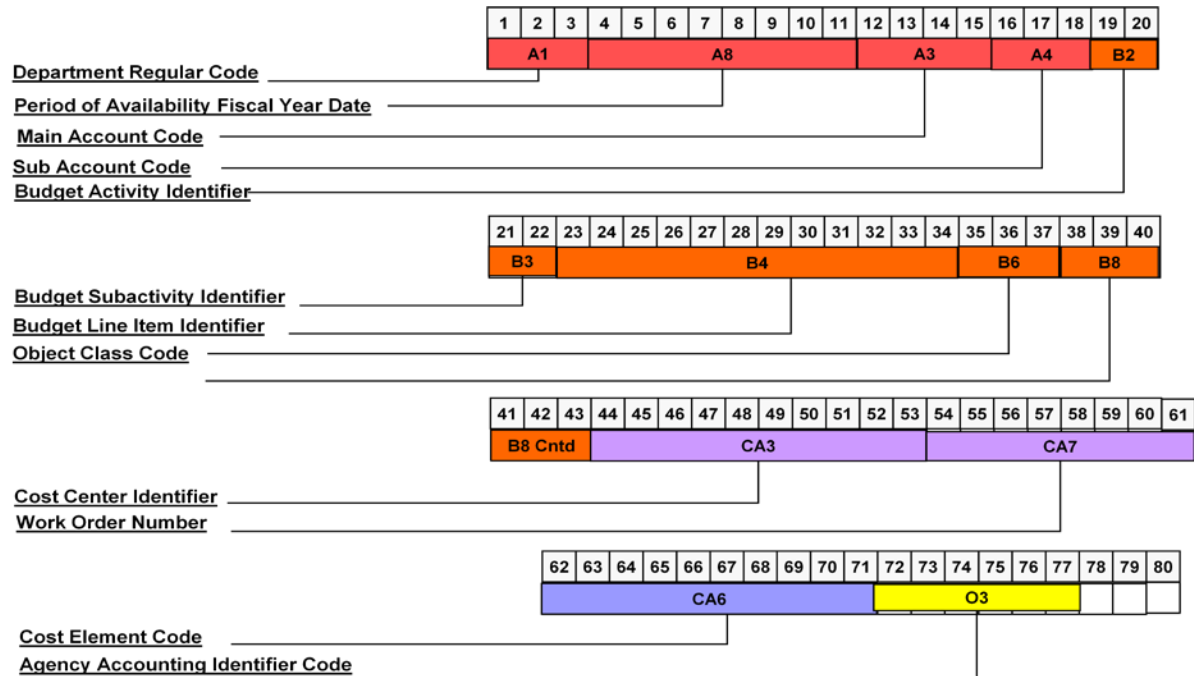 1 2 3 4 5 6 7 8 9 10 11 12 13 14 15 16 17 18 19 20
A1 A8 A3 A4 B2
Department Regular Code
Period of Availability Fiscal Year Date
Main Account Code
Sub Account Code
Budget Activity Identifier
21 22 23 24 25 26 27 28 29 30 31 32 33 34 35 36 37 38 39 40
B3 B4 B6 B8
Budget Subactivity Identifier
Budget Line Item Identifier
Object Class Code
41 42 43 44 45 46 47 48 49 50 51 52 53 54 55 56 57 58 59 60 61
B8 Cntd CA3 CA7
Cost Center Identifier
Work Order Number
62 63 64 65 66 67 68 69 70 71 72 73 74 75 76 77 78 79 80
CA6 O3
Cost Element Code
Agency Accounting Identifier Code